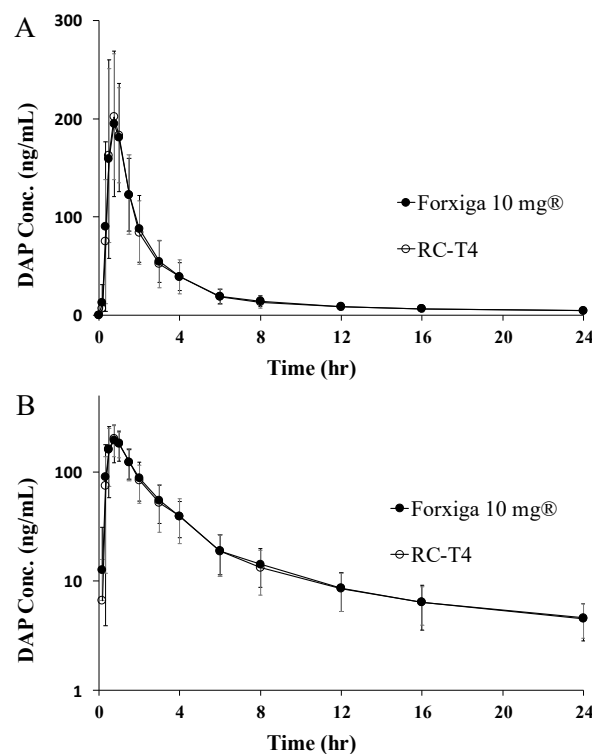 A
DAP Conc. (ng/mL)
300
200
100
0
Forxiga 10 mg®
RC-T4
0 4 8 12 16 20 24
Time (hr)
B
DAP Conc. (ng/mL)
100
10
1
Forxiga 10 mg®
RC-T4
0 4 8 12 16 20 24
Time (hr)